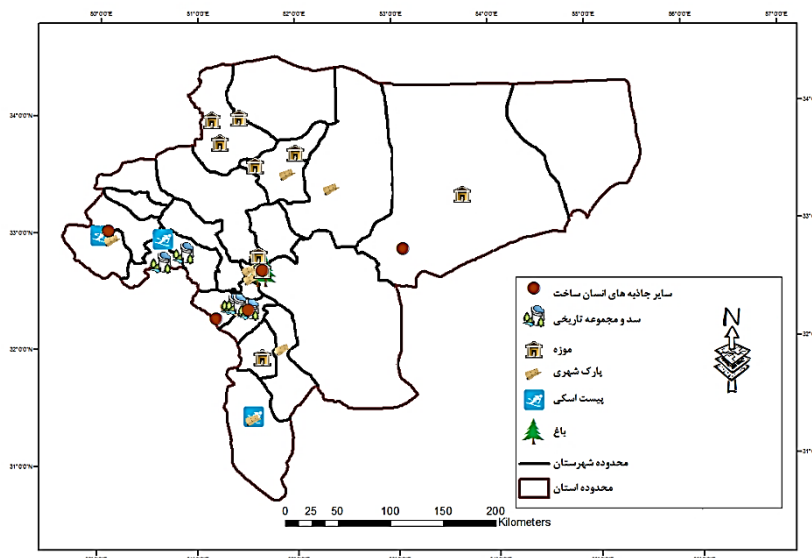 50°0'0"E 51°0'0"E 52°0'0"E 53°0'0"E 54°0'0"E 55°0'0"E 56°0'0"E 57°0'0"E
34°0'0"N
33°0'0"N
32°0'0"N
31°0'0"N
N
سایر جاذبه های انسان ساخت
سد و مجموعه تاریخی
موزه
پارک شهری
پیست اسکی
باغ
محدوده شهرستان
محدوده استان
0 25 50 100 150 200
Kilometers